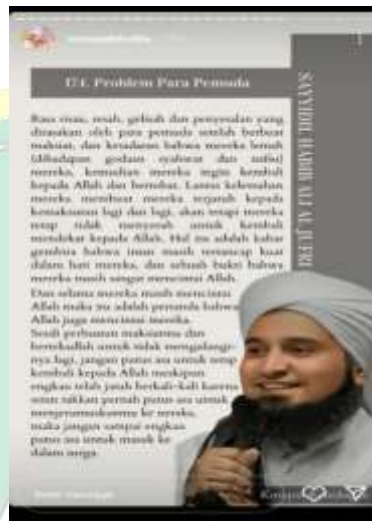 174. Problem Para Pemuda
SAYYIDIL HABIB ALI AL JUFRI
Rasa risau, resah, gelisah dan penyesalan yang
dirasakan oleh para pemuda setelah berbuat
maksiat, dan kesadaran bahwa mereka lemah
(dihadapan godaan syahwat dan nafsu)
mereka, kemudian mereka ingin kembali
kepada Allah dan bertobat. Lantas kelemahan
mereka membuat mereka terjatuh kepada
kemaksiatan lagi dan lagi, akan tetapi mereka
tetap tidak menyerah untuk kembali
mendekat kepada Allah. Hal itu adalah kabar
gembira bahwa iman masih tertancap kuat
dalam hati mereka, dan sebuah bukti bahwa
mereka masih sangat mencintai Allah.
Dan selama mereka masih mencintai
Allah maka itu adalah pertanda bahwa
Allah juga mencintai mereka.
Sesali perbuatan maksiatmu dan
bertekadlah untuk tidak mengulangi-
nya lagi, jangan putus asa untuk tetap
kembali kepada Allah meskipun
engkau telah jatuh berkali-kali karena
setan takkan pernah putus asa untuk
menjerumuskanmu ke neraka,
maka jangan sampai engkau
putus asa untuk masuk ke
dalam surga.